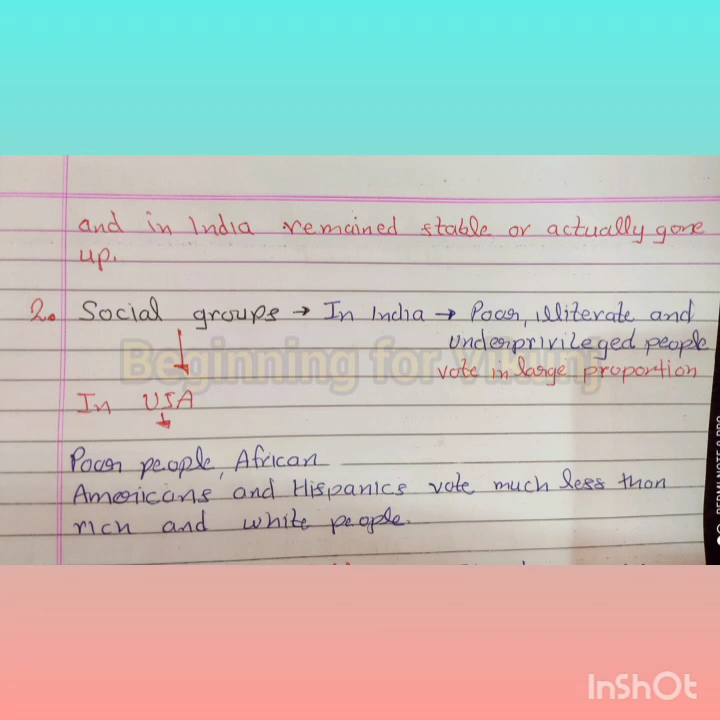 and in India remained stable or actually gone
up.
2. Social groups → In India → Poor, illiterate and
underprivileged people
vote in large proportion
In USA
Poor people, African
Americans and Hispanics vote much less than
rich and white people.
Beginning for
InShOt